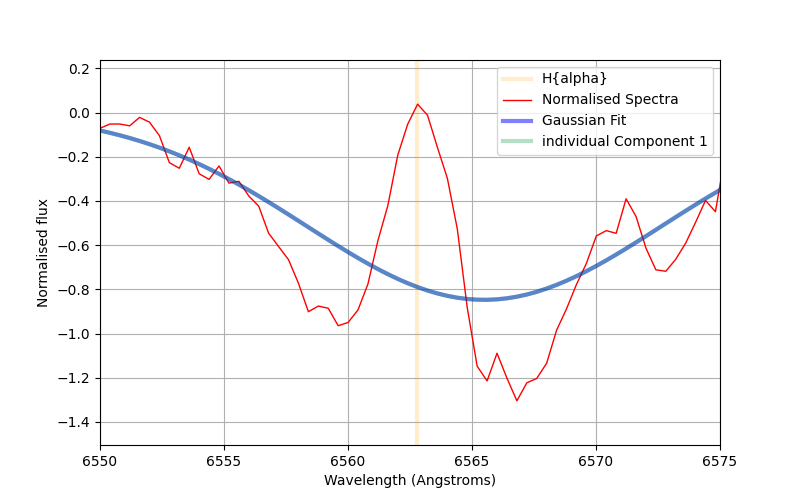 0.2
0.0
−0.2
−0.4
−0.6
−0.8
−1.0
−1.2
−1.4
Normalised flux
6550
6555
6560
6565
6570
6575
Wavelength (Angstroms)
H{alpha}
Normalised Spectra
Gaussian Fit
individual Component 1